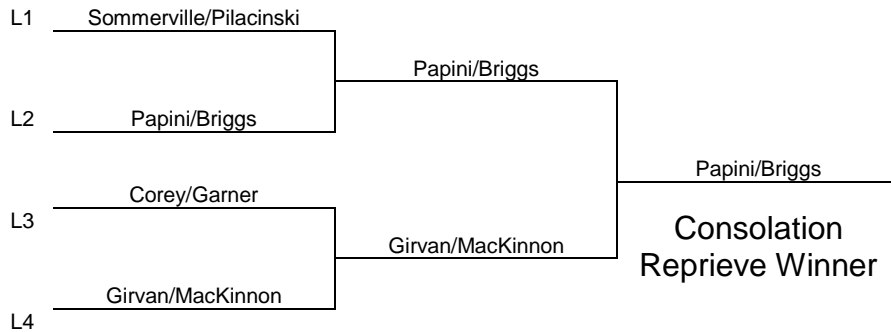 L1
Sommerville/Pilacinski
Papini/Briggs
L2
Papini/Briggs
Papini/Briggs
Corey/Garner
L3
Consolation
Reprieve Winner
Girvan/MacKinnon
Girvan/MacKinnon
L4